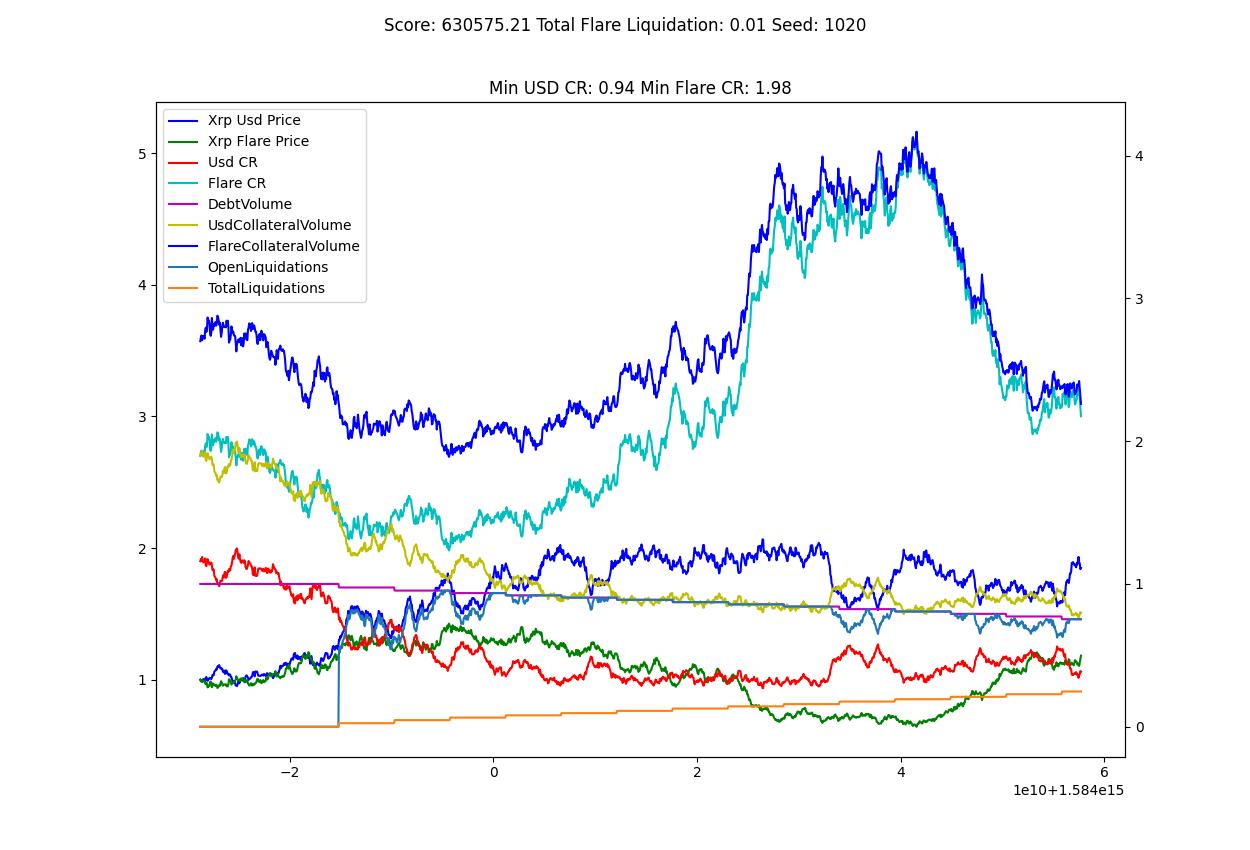 Score: 630575.21 Total Flare Liquidation: 0.01 Seed: 1020
Min USD CR: 0.94 Min Flare CR: 1.98
Xrp Usd Price
Xrp Flare Price
Usd CR
Flare CR
DebtVolume
UsdCollateralVolume
FlareCollateralVolume
OpenLiquidations
TotalLiquidations
5
4
3
2
1
4
3
2
1
0
−2
0
2
4
6
1e10+1.584e15